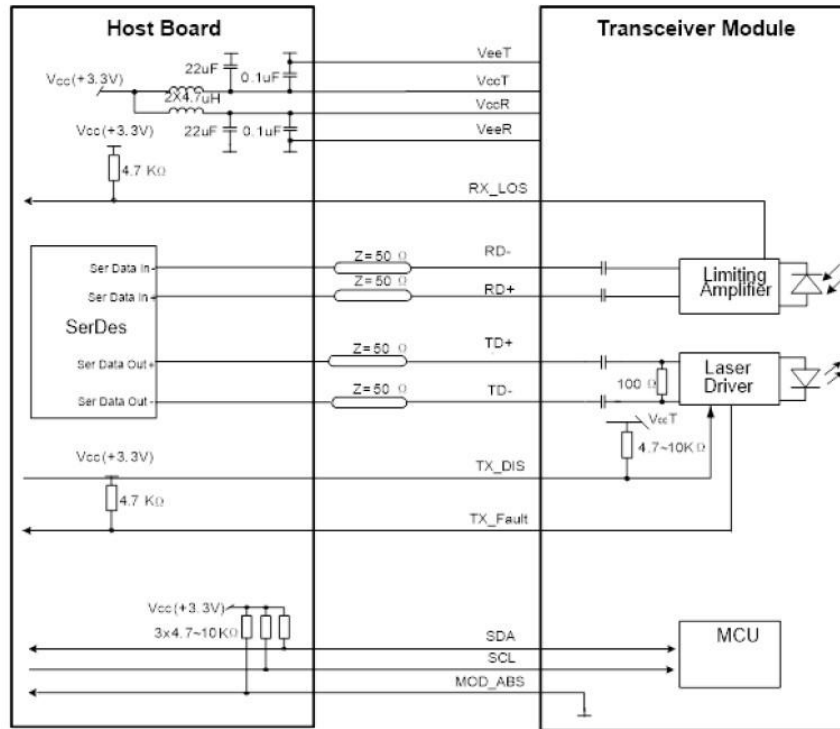 Host Board
Transceiver Module
VeeT
22uF
0.1uF
Vcc(+3.3V)
VccT
2X4.7uH
VccR
Vcc(+3.3V)
22uF
0.1uF
VeeR
4.7 KΩ
RX_LOS
Z=50 Ω
RD-
Ser Data In-
Limiting
Amplifier
Z=50 Ω
RD+
Ser Data In+
SerDes
Z=50 Ω
TD+
Ser Data Out+
Laser
Driver
100 Ω
Z=50 Ω
TD-
Ser Data Out-
VccT
4.7~10KΩ
Vcc(+3.3V)
TX_DIS
4.7 KΩ
TX_Fault
Vcc(+3.3V)
3x4.7~10KΩ
SDA
MCU
SCL
MOD_ABS